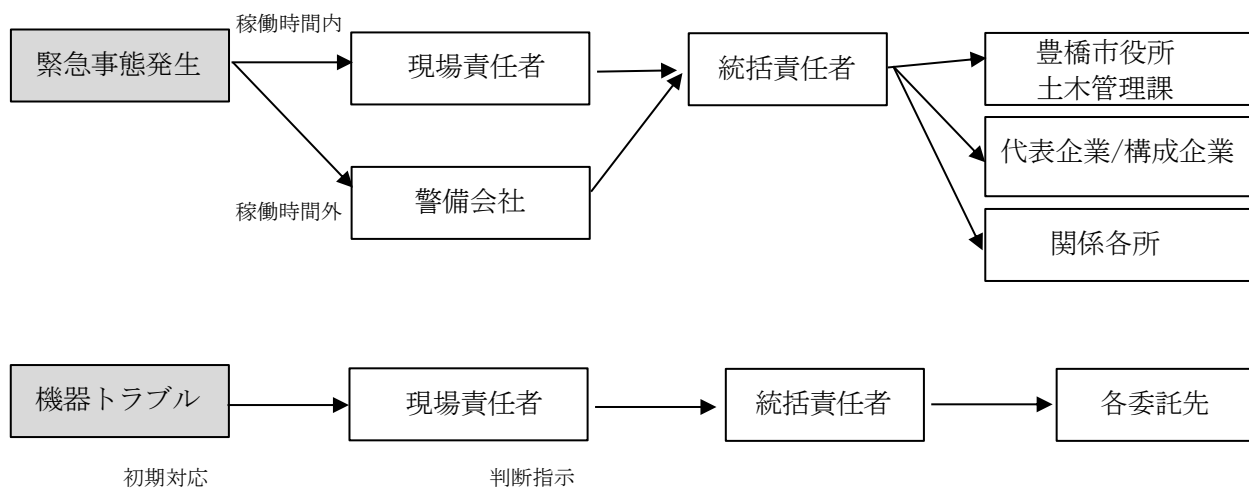 稼働時間内
緊急事態発生
現場責任者
統括責任者
豊橋市役所
土木管理課
代表企業/構成企業
稼働時間外
警備会社
関係各所
機器トラブル
現場責任者
統括責任者
各委託先
初期対応
判断指示